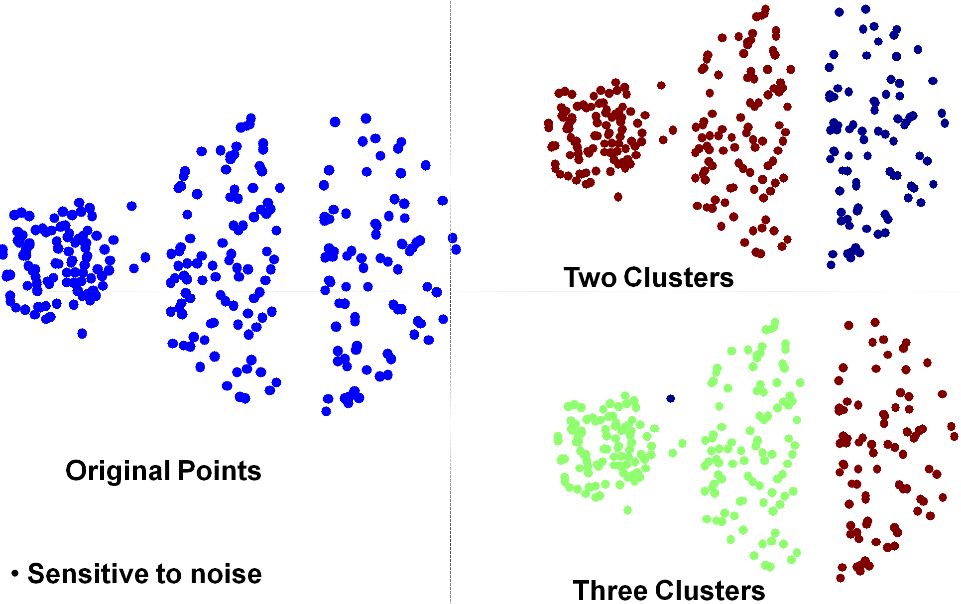 Two Clusters
Original Points
• Sensitive to noise
Three Clusters